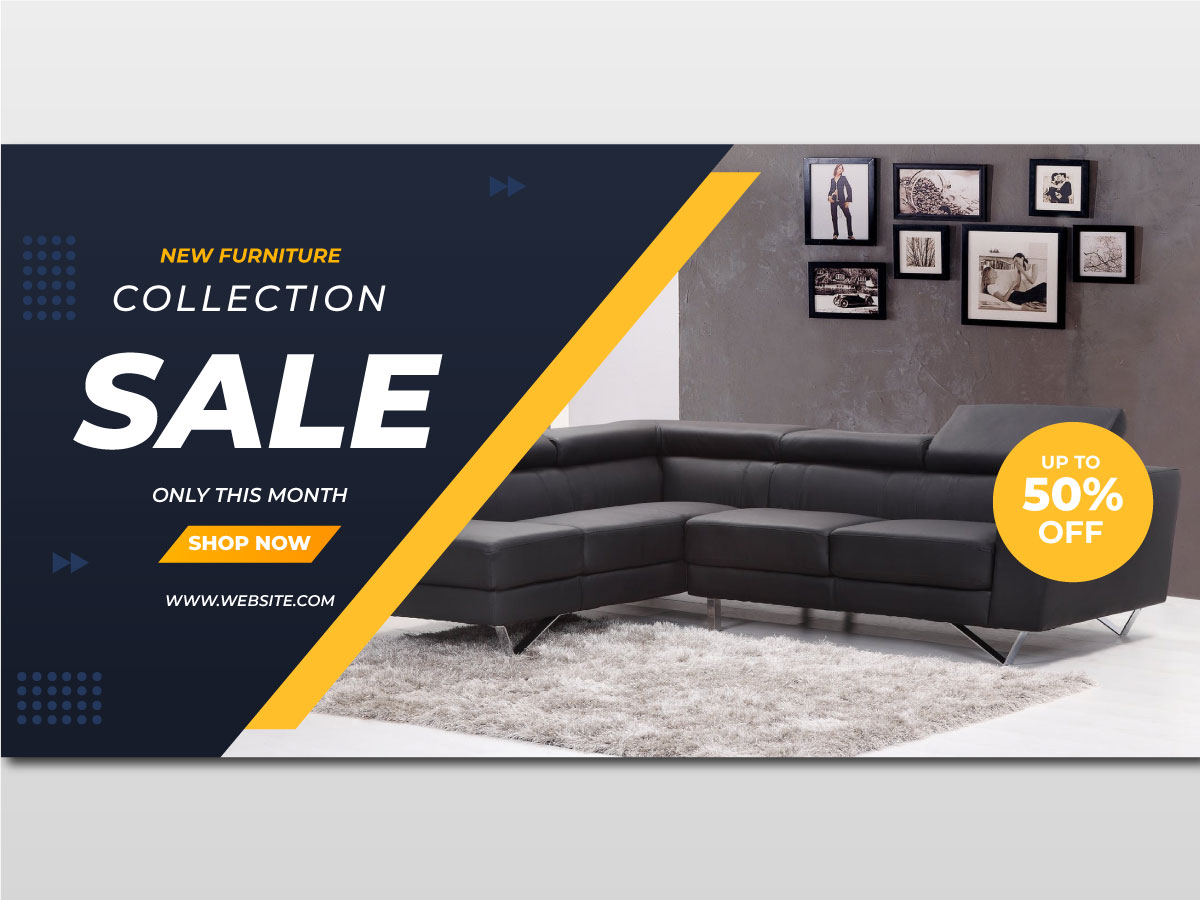 NEW FURNITURE
COLLECTION
SALE
ONLY THIS MONTH
SHOP NOW
WWW.WEBSITE.COM
UP TO
50%
OFF